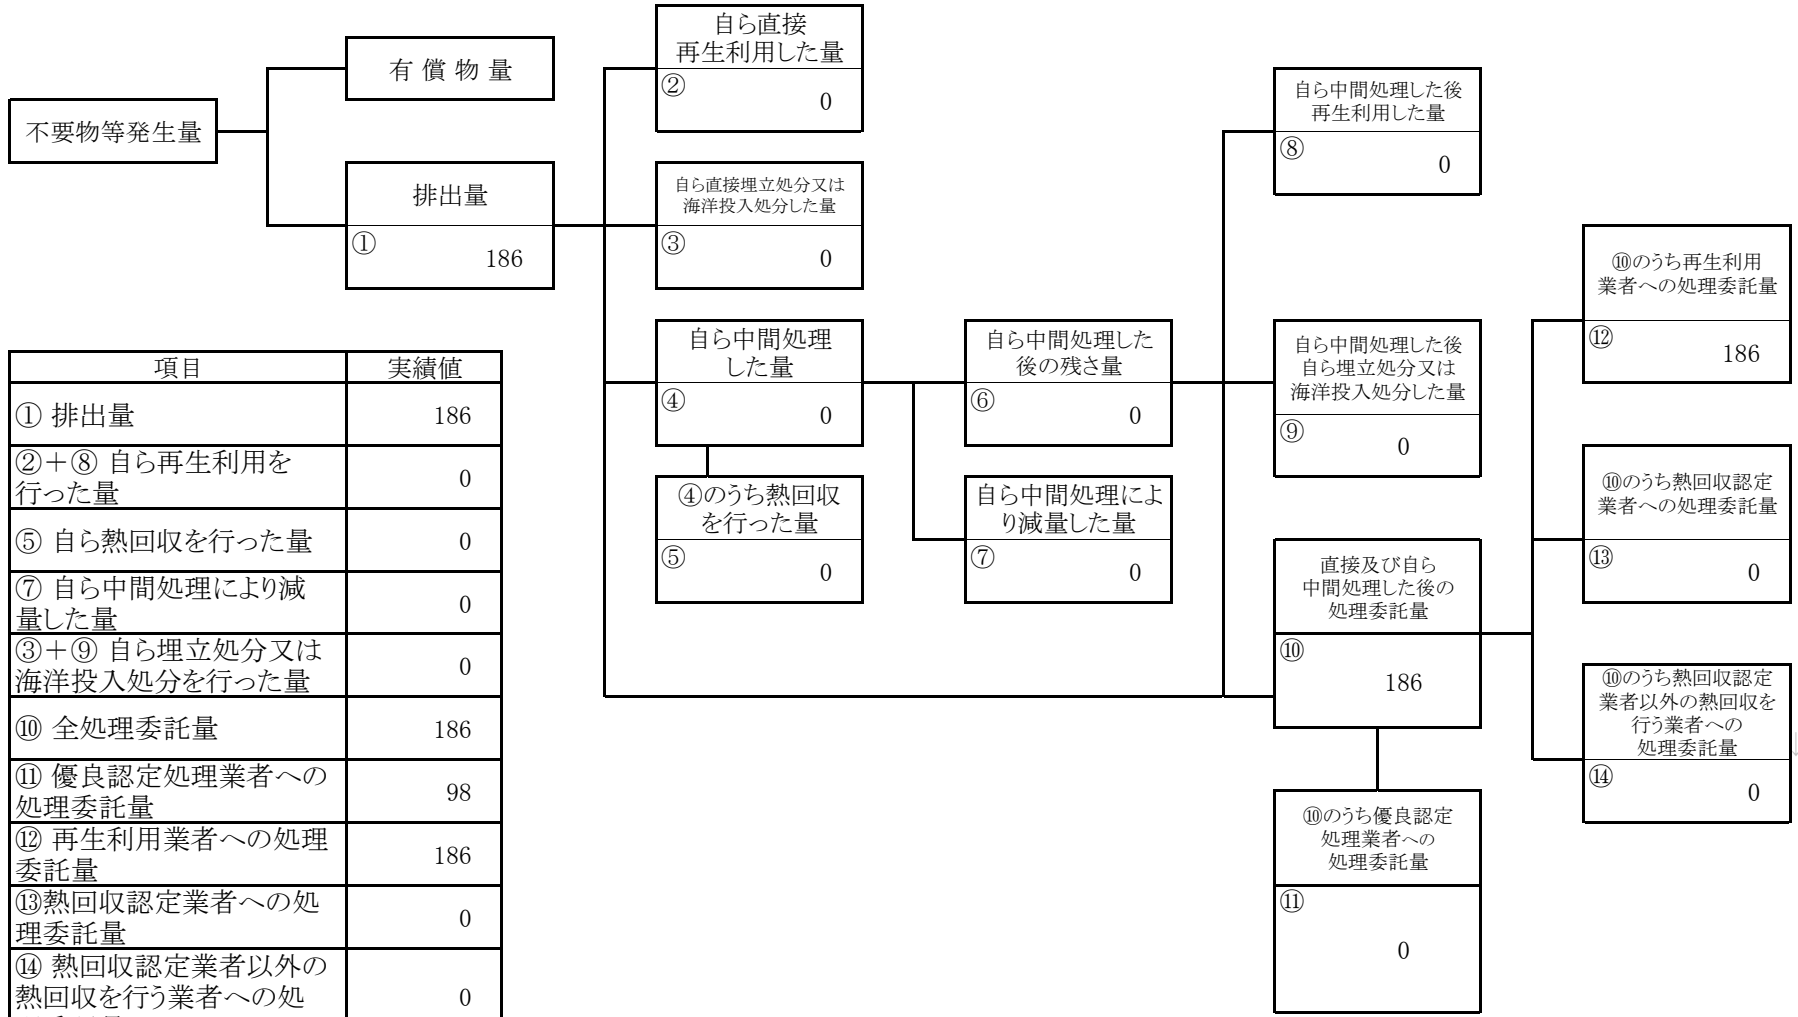 不要物等発生量
有 償 物 量
排出量
①
186
自ら直接
再生利用した量
②
0
自ら直接埋立処分又は
海洋投入処分した量
③
0
自ら中間処理
した量
④
0
④のうち熱回収
を行った量
⑤
0
自ら中間処理した
後の残さ量
⑥
0
自ら中間処理によ
り減量した量
⑦
0
自ら中間処理した後
再生利用した量
⑧
0
自ら中間処理した後
自ら埋立処分又は
海洋投入処分した量
⑨
0
直接及び自ら
中間処理した後の
処理委託量
⑩
186
⑩のうち優良認定
処理業者への
処理委託量
⑪
0
⑩のうち再生利用
業者への処理委託量
⑫
186
⑩のうち熱回収認定
業者への処理委託量
⑬
0
⑩のうち熱回収認定
業者以外の熱回収を
行う業者への
処理委託量
⑭
0
項目 実績値
① 排出量 186
②＋⑧ 自ら再生利用を
行った量 0
⑤ 自ら熱回収を行った量 0
⑦ 自ら中間処理により減
量した量 0
③＋⑨ 自ら埋立処分又は
海洋投入処分を行った量 0
⑩ 全処理委託量 186
⑪ 優良認定処理業者への
処理委託量 98
⑫ 再生利用業者への処理
委託量 186
⑬熱回収認定業者への処
理委託量 0
⑭ 熱回収認定業者以外の
熱回収を行う業者への処 0